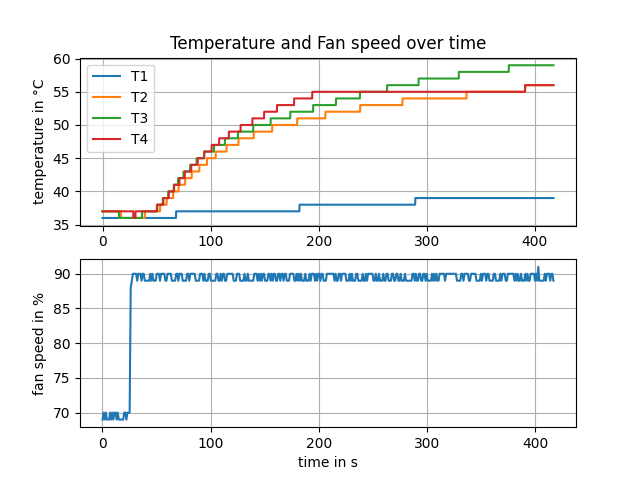 Temperature and Fan speed over time
temperature in °C
60
55
50
45
40
35
T1
T2
T3
T4
0
100
200
300
400
fan speed in %
90
85
80
75
70
0
100
200
300
400
time in s